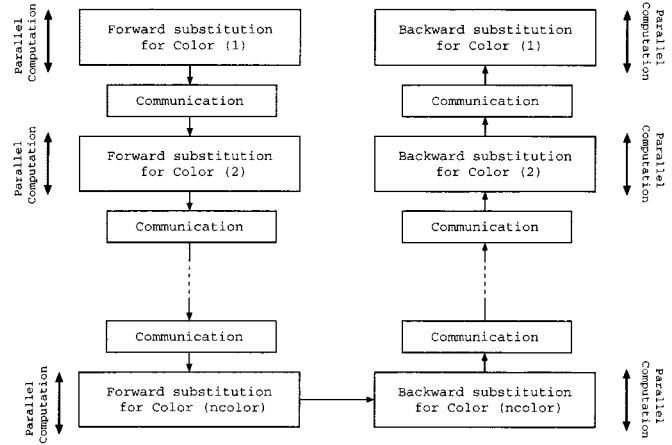 Parallel
Computation
Forward substitution
for Color (1)
Communication
Parallel
Computation
Forward substitution
for Color (2)
Communication
Communication
Parallel
Computation
Forward substitution
for Color (ncolor)
Backward substitution
for Color (1)
Parallel
Computation
Communication
Backward substitution
for Color (2)
Parallel
Computation
Communication
Communication
Backward substitution
for Color (ncolor)
Parallel
Computation